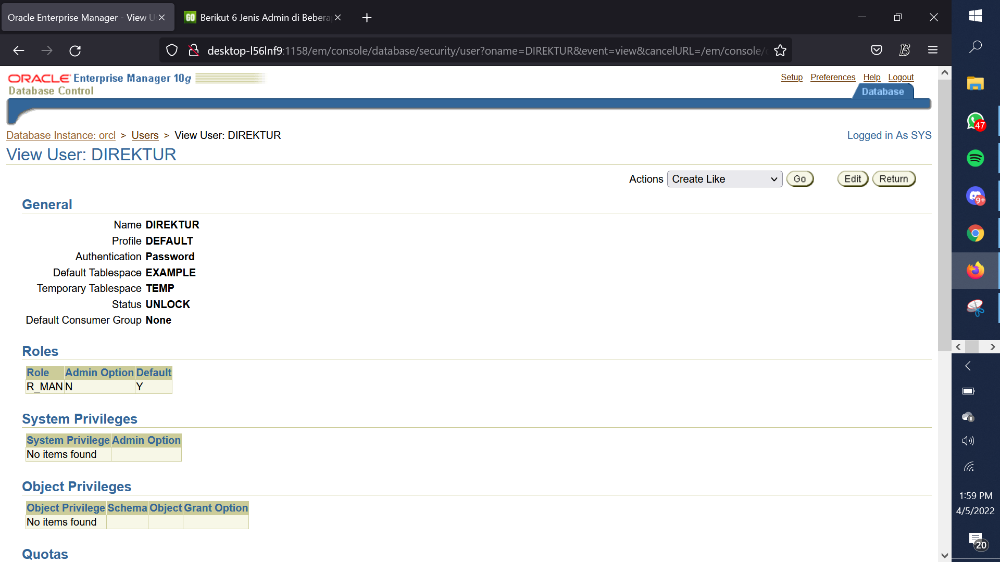 Oracle Enterprise Manager - View U
Berikut 6 Jenis Admin di Bebera
desktop-l56lnf9:1158/em/console/database/security/user?oname=DIREKTUR&event=view&cancelURL=/em/console/
ORACLE Enterprise Manager 10g
Database Control
Setup Preferences Help Logout
Database
Database Instance: orcl > Users > View User: DIREKTUR
Logged in As SYS
View User: DIREKTUR
Actions Create Like Go Edit Return
General
Name DIREKTUR
Profile DEFAULT
Authentication Password
Default Tablespace EXAMPLE
Temporary Tablespace TEMP
Status UNLOCK
Default Consumer Group None
Roles
Role Admin Option Default
R_MAN N Y
System Privileges
System Privilege Admin Option
No items found
Object Privileges
Object Privilege Schema Object Grant Option
No items found
Quotas
47
9+
1:59 PM
4/5/2022
20